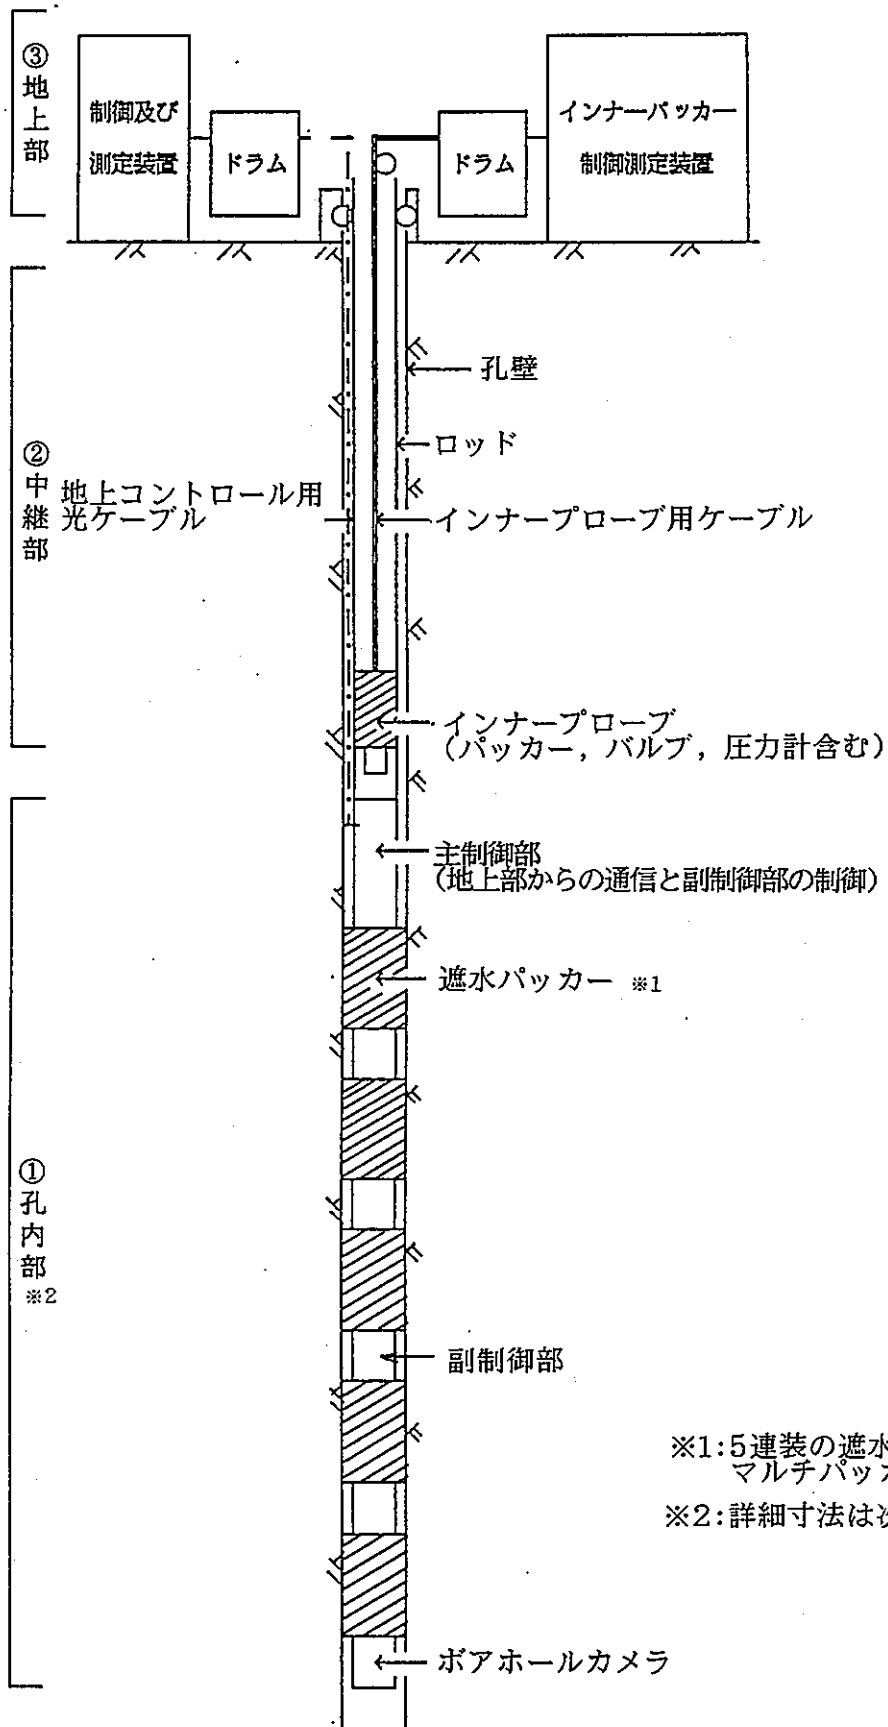 ③地上部
制御及び
測定装置
ドラム
ドラム
インナーパッカー
制御測定装置
②中継部
孔壁
ロッド
地上コントロール用
光ケーブル
インナープローブ用ケーブル
インナープローブ
(パッカー, バルブ, 圧力計含む)
主制御部
(地上部からの通信と副制御部の制御)
遮水パッカー ※1
①孔内部
※2
副制御部
※1:5連装の遮水
マルチパッカ
※2:詳細寸法は
ボアホールカメラ